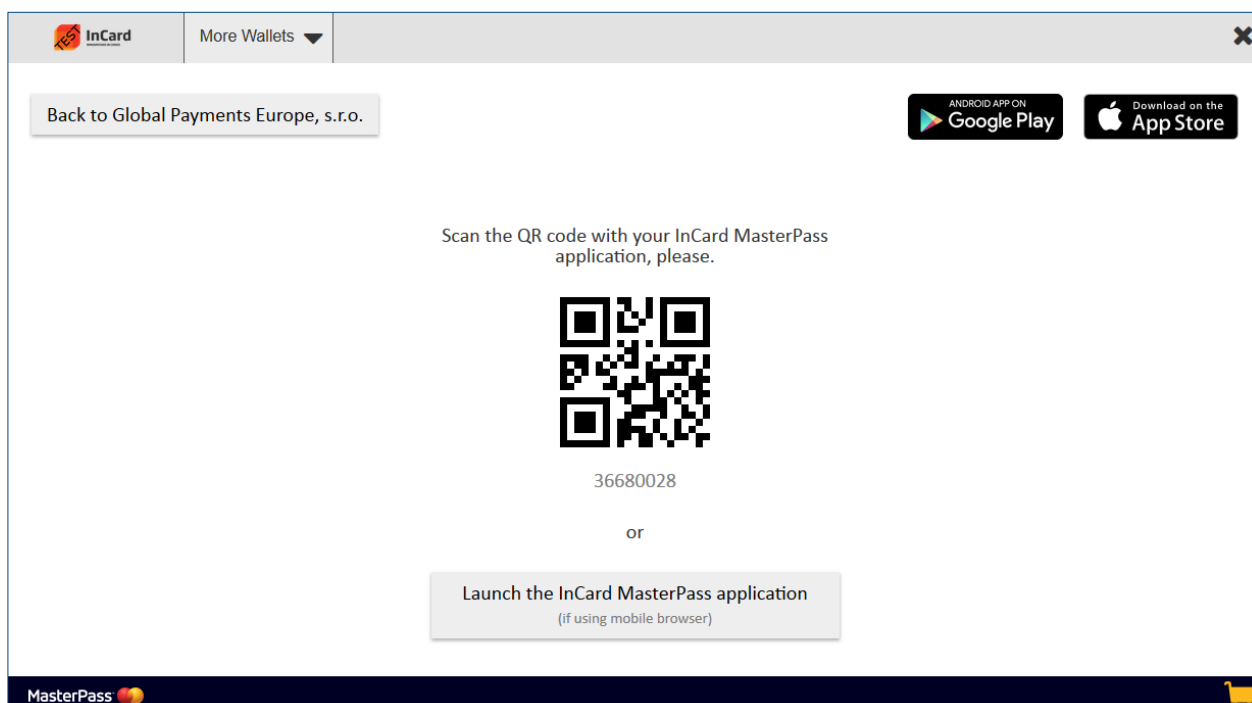 TEST InCard
More Wallets
Back to Global Payments Europe, s.r.o.
ANDROID APP ON
Google Play
Download on the
App Store
Scan the QR code with your InCard MasterPass
application, please.
36680028
or
Launch the InCard MasterPass application
(if using mobile browser)
MasterPass